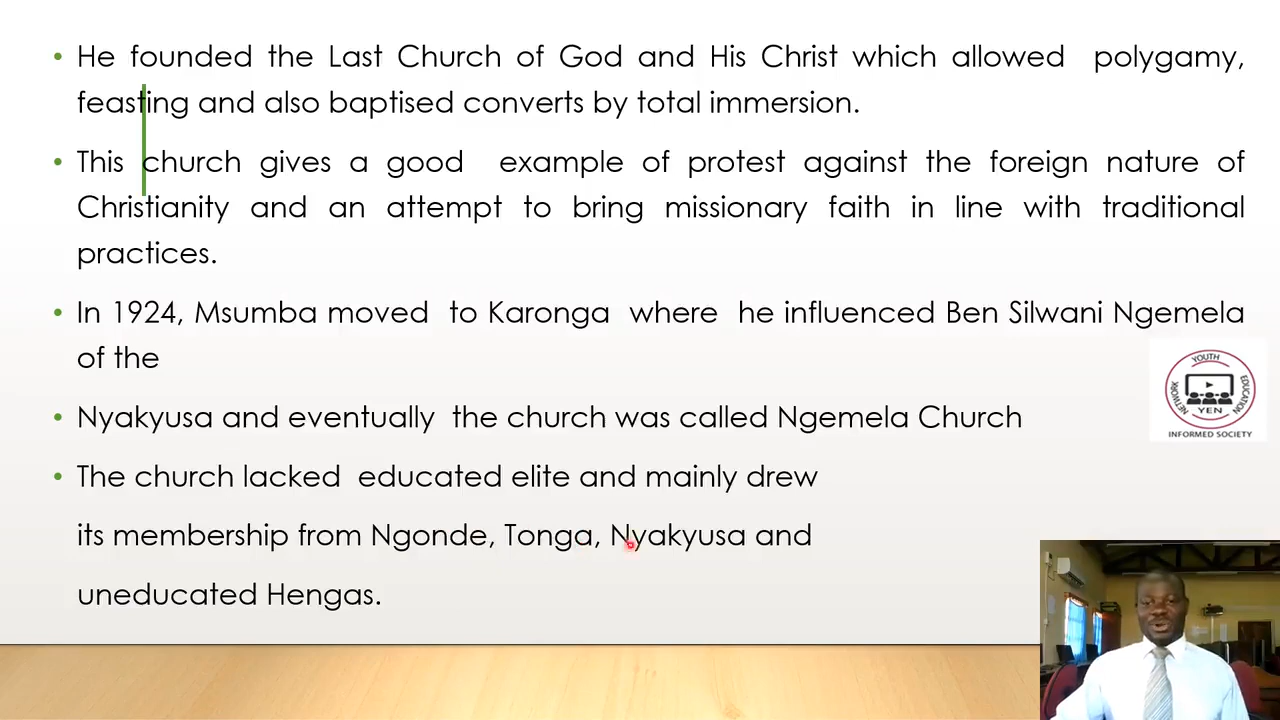 • He founded the Last Church of God and His Christ which allowed polygamy,
feasting and also baptised converts by total immersion.
• This church gives a good example of protest against the foreign nature of
Christianity and an attempt to bring missionary faith in line with traditional
practices.
• In 1924, Msumba moved to Karonga where he influenced Ben Silwani Ngemela
of the
• Nyakyusa and eventually the church was called Ngemela Church
• The church lacked educated elite and mainly drew
its membership from Ngonde, Tonga, Nyakyusa and
uneducated Hengas.
YOUTH
EDUCATION
NETWORK
YEN
INFORMED SOCIETY